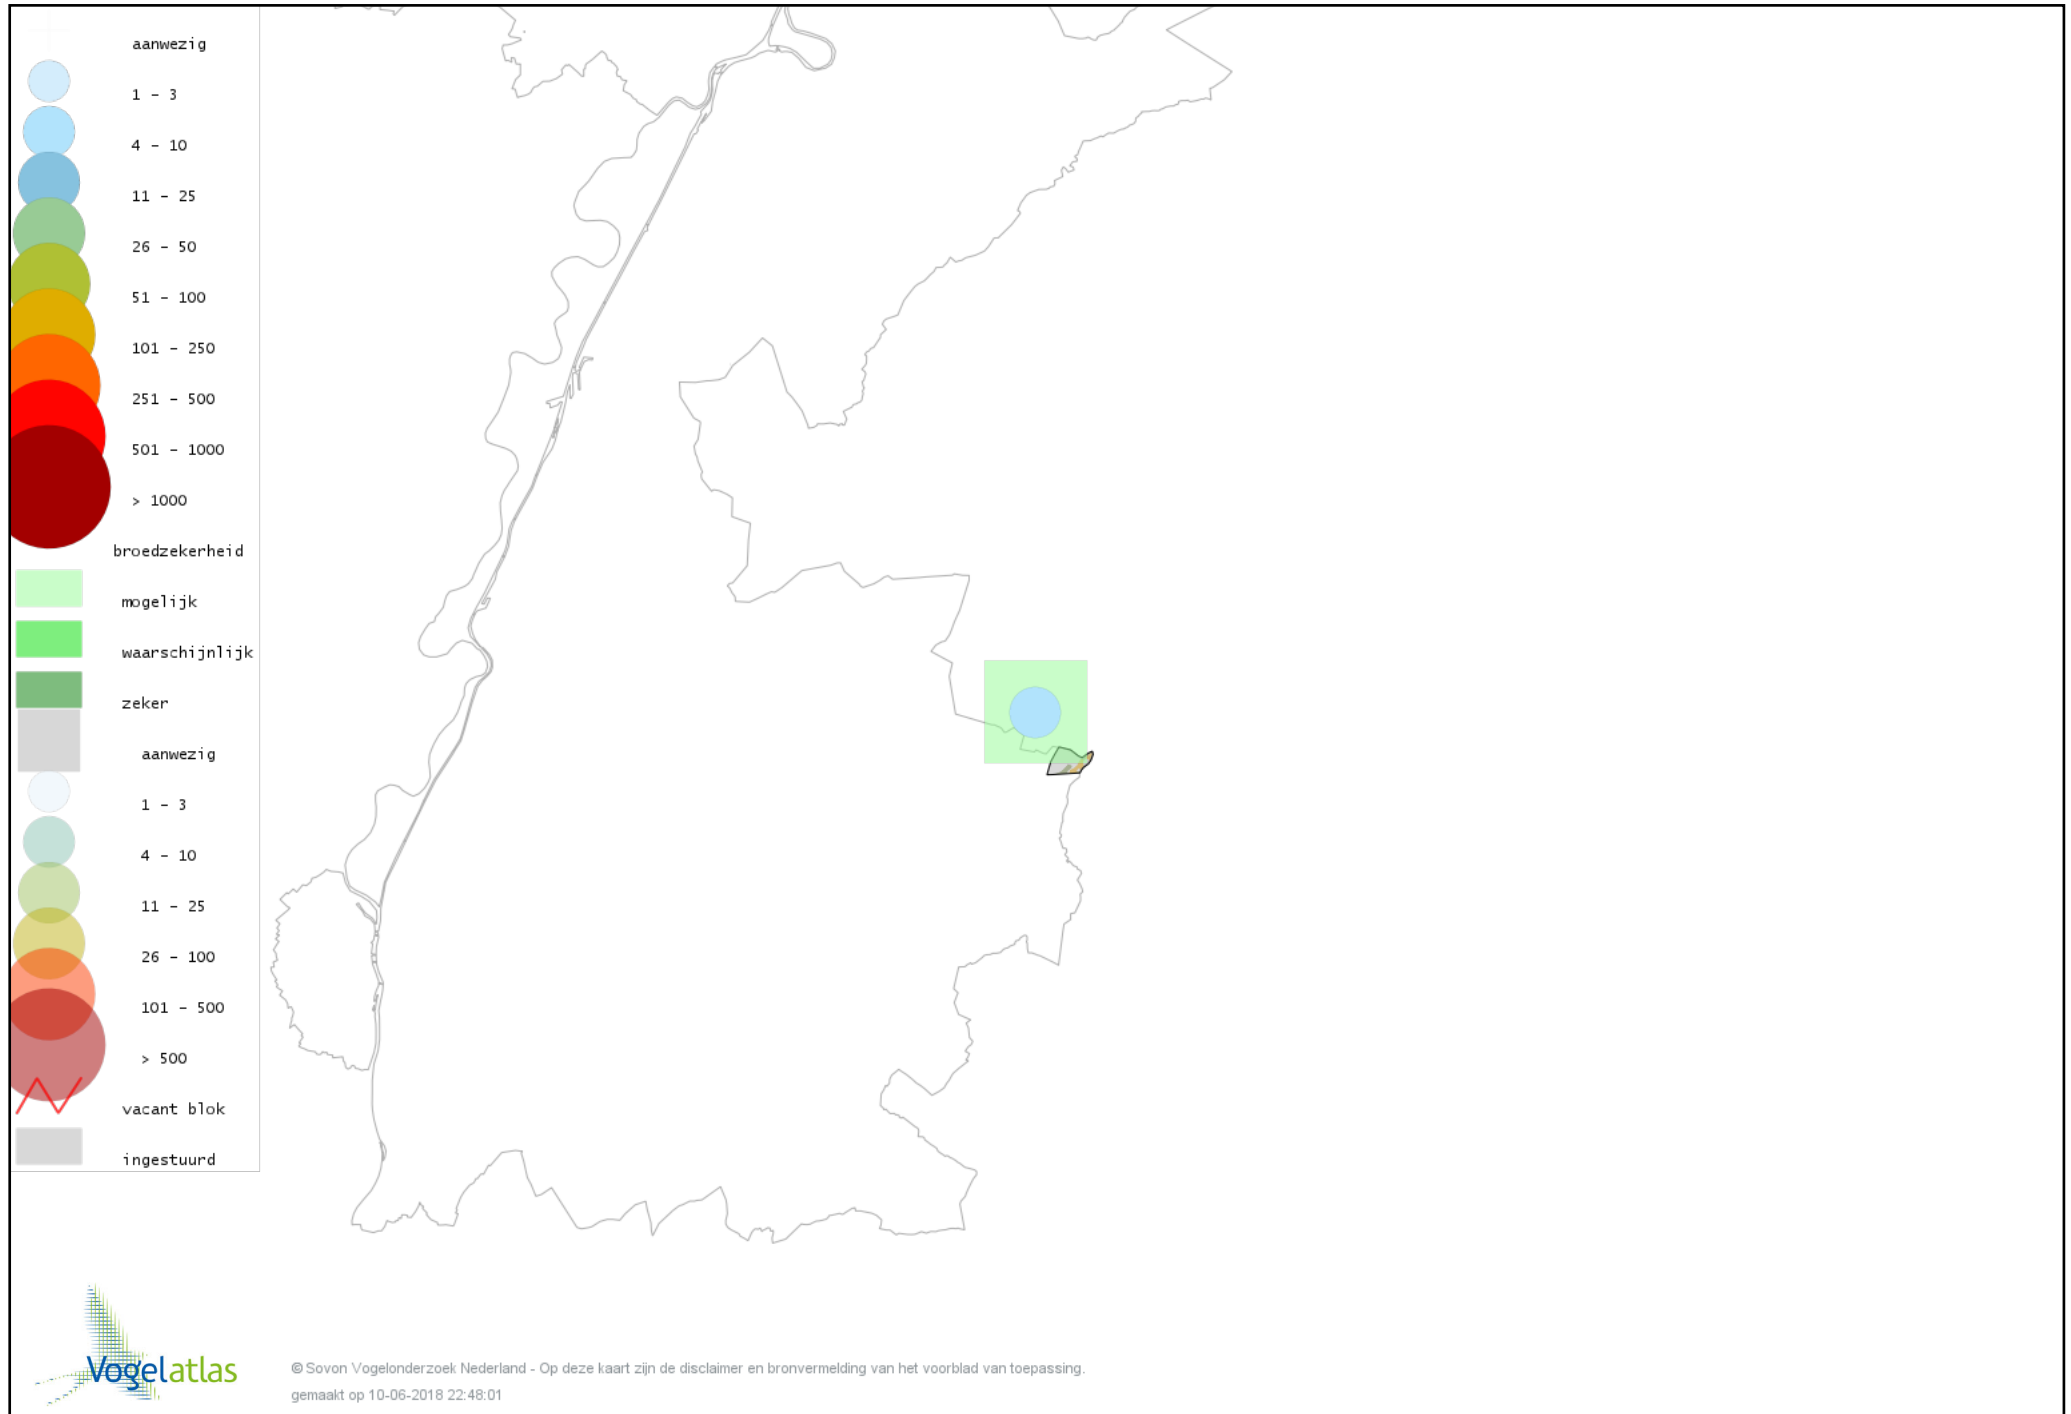 aanwezig
1 - 3
4 - 10
11 - 25
26 - 50
51 - 100
101 - 250
251 - 500
501 - 1000
> 1000
broedzekerheid
mogelijk
waarschijnlijk
zeker
aanwezig
1 - 3
4 - 10
11 - 25
26 - 100
101 - 500
> 500
vacant blok
ingestuurd
Vogelatlas
© Sovon Vogelonderzoek Nederland - Op deze kaart zijn de disclaimer en bronvermelding van het voorblad van toepassing.
gemaakt op 10-06-2018 22:48:01